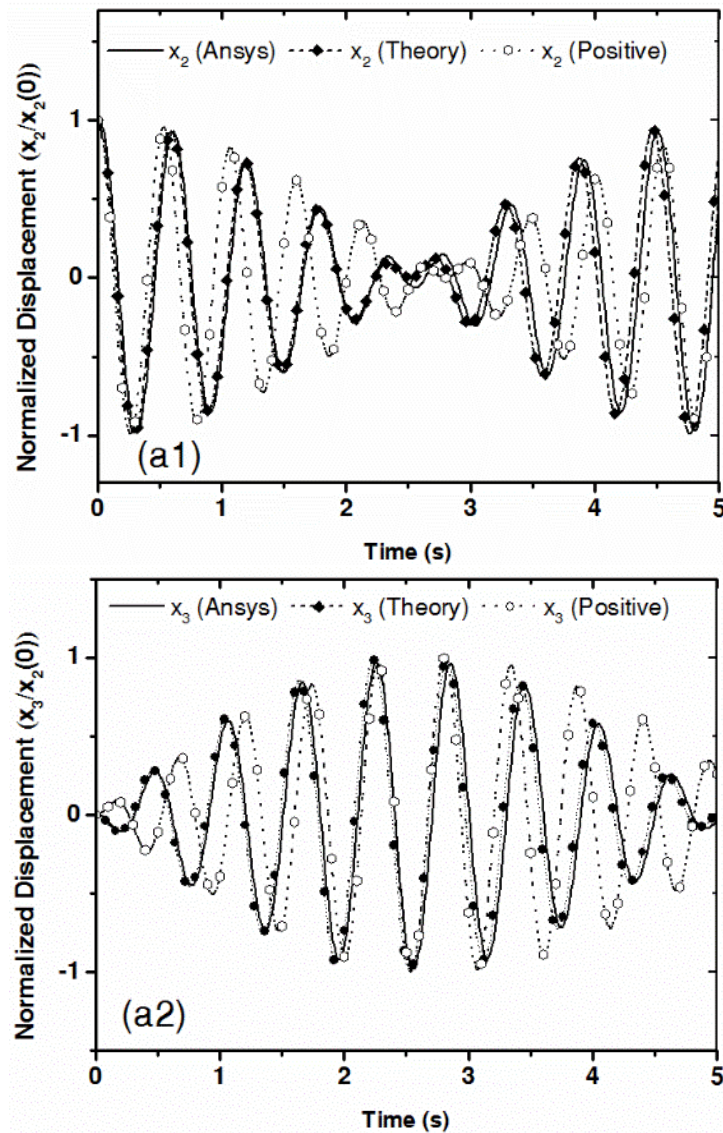 x₂ (Ansys) x₂ (Theory) x₂ (Positive)
Normalized Displacement (x₂/x₂(0))
1
0
-1
(a1)
0 1 2 3 4 5
Time (s)
x₃ (Ansys) x₃ (Theory) x₃ (Positive)
Normalized Displacement (x₃/x₂(0))
1
0
-1
(a2)
0 1 2 3 4 5
Time (s)